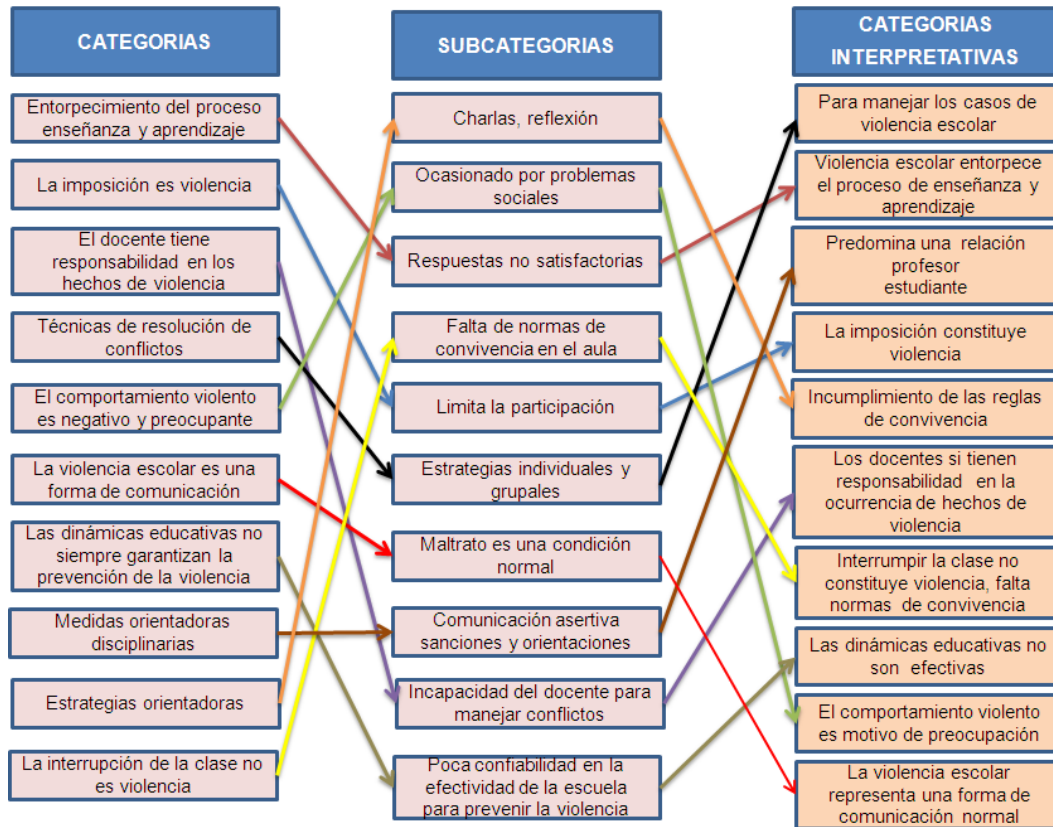 CATEGORIAS
Entorpecimiento del proceso
enseñanza y aprendizaje
La imposición es violencia
El docente tiene
responsabilidad en los
hechos de violencia
Técnicas de resolución de
conflictos
El comportamiento violento
es negativo y preocupante
La violencia escolar es una
forma de comunicación
Las dinámicas educativas no
siempre garantizan la
prevención de la violencia
Medidas orientadoras
disciplinarias
Estrategias orientadoras
La interrupción de la clase no
es violencia
SUBCATEGORIAS
Charlas, reflexión
Ocasionado por problemas
sociales
Respuestas no satisfactorias
Falta de normas de
convivencia en el aula
Limita la participación
Estrategias individuales y
grupales
Maltrato es una condición
normal
Comunicación asertiva
sanciones y orientaciones
Incapacidad del docente para
manejar conflictos
Poca confiabilidad en la
efectividad de la escuela
para prevenir la violencia
CATEGORIAS
INTERPRETATIVAS
Para manejar los casos de
violencia escolar
Violencia escolar entorpece
el proceso de enseñanza y
aprendizaje
Predomina una relación
profesor
estudiante
La imposición constituye
violencia
Incumplimiento de las reglas
de convivencia
Los docentes si tienen
responsabilidad en la
ocurrencia de hechos de
violencia
Interrumpir la clase no
constituye violencia, falta
normas de convivencia
Las dinámicas educativas no
son efectivas
El comportamiento violento
es motivo de preocupación
La violencia escolar
representa una forma de
comunicación normal